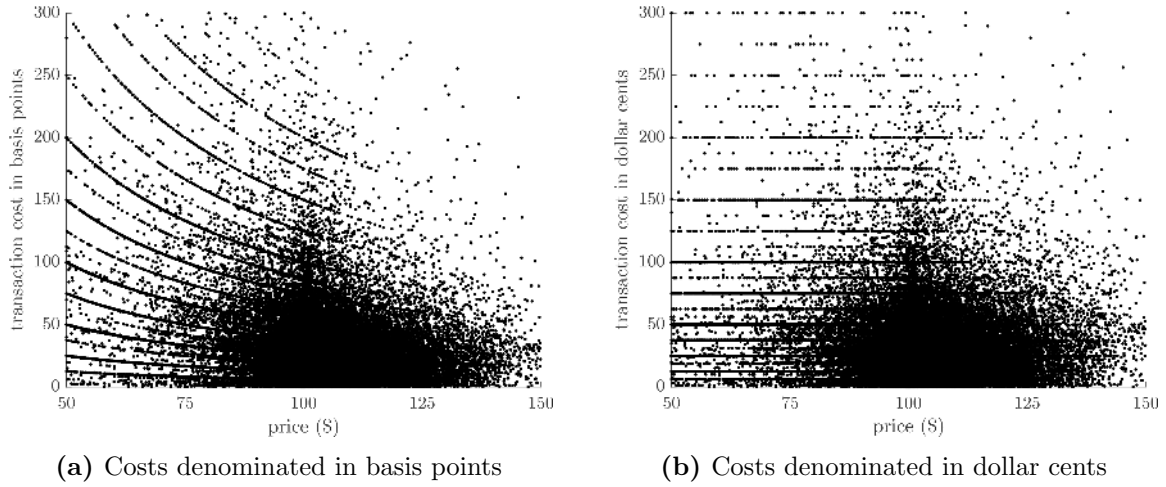 300
250
200
150
100
50
0
transaction cost in basis points
50 75 100 125 150
price ($)
(a) Costs denominated in basis points
300
250
200
150
100
50
0
transaction cost in dollar cents
50 75 100 125 150
price ($)
(b) Costs denominated in dollar cents